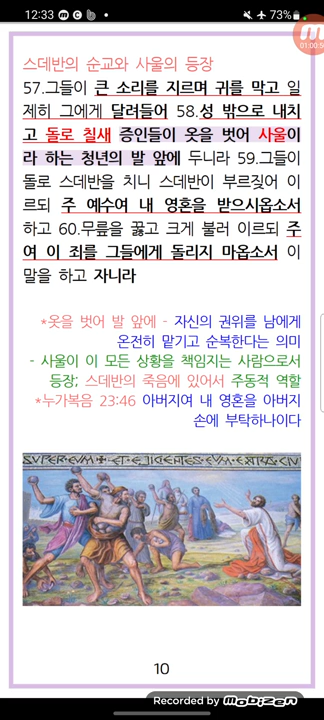 12:33
73%
01:00:5
스데반의 순교와 사울의 등장
57.그들이 큰 소리를 지르며 귀를 막고 일
제히 그에게 달려들어 58.성 밖으로 내치
고 돌로 칠새 증인들이 옷을 벗어 사울이
라 하는 청년의 발 앞에 두니라 59.그들이
돌로 스데반을 치니 스데반이 부르짖어 이
르되 주 예수여 내 영혼을 받으시옵소서
하고 60.무릎을 꿇고 크게 불러 이르되 주
여 이 죄를 그들에게 돌리지 마옵소서 이
말을 하고 자니라
*옷을 벗어 발 앞에 - 자신의 권위를 남에게
온전히 맡기고 순복한다는 의미
- 사울이 이 모든 상황을 책임지는 사람으로서
등장; 스데반의 죽음에 있어서 주동적 역할
*누가복음 23:46 아버지여 내 영혼을 아버지
손에 부탁하나이다
SVPER·EVM ET·EJICIENTES·EVM·EXTRA·CIV
10
Recorded by mobizen